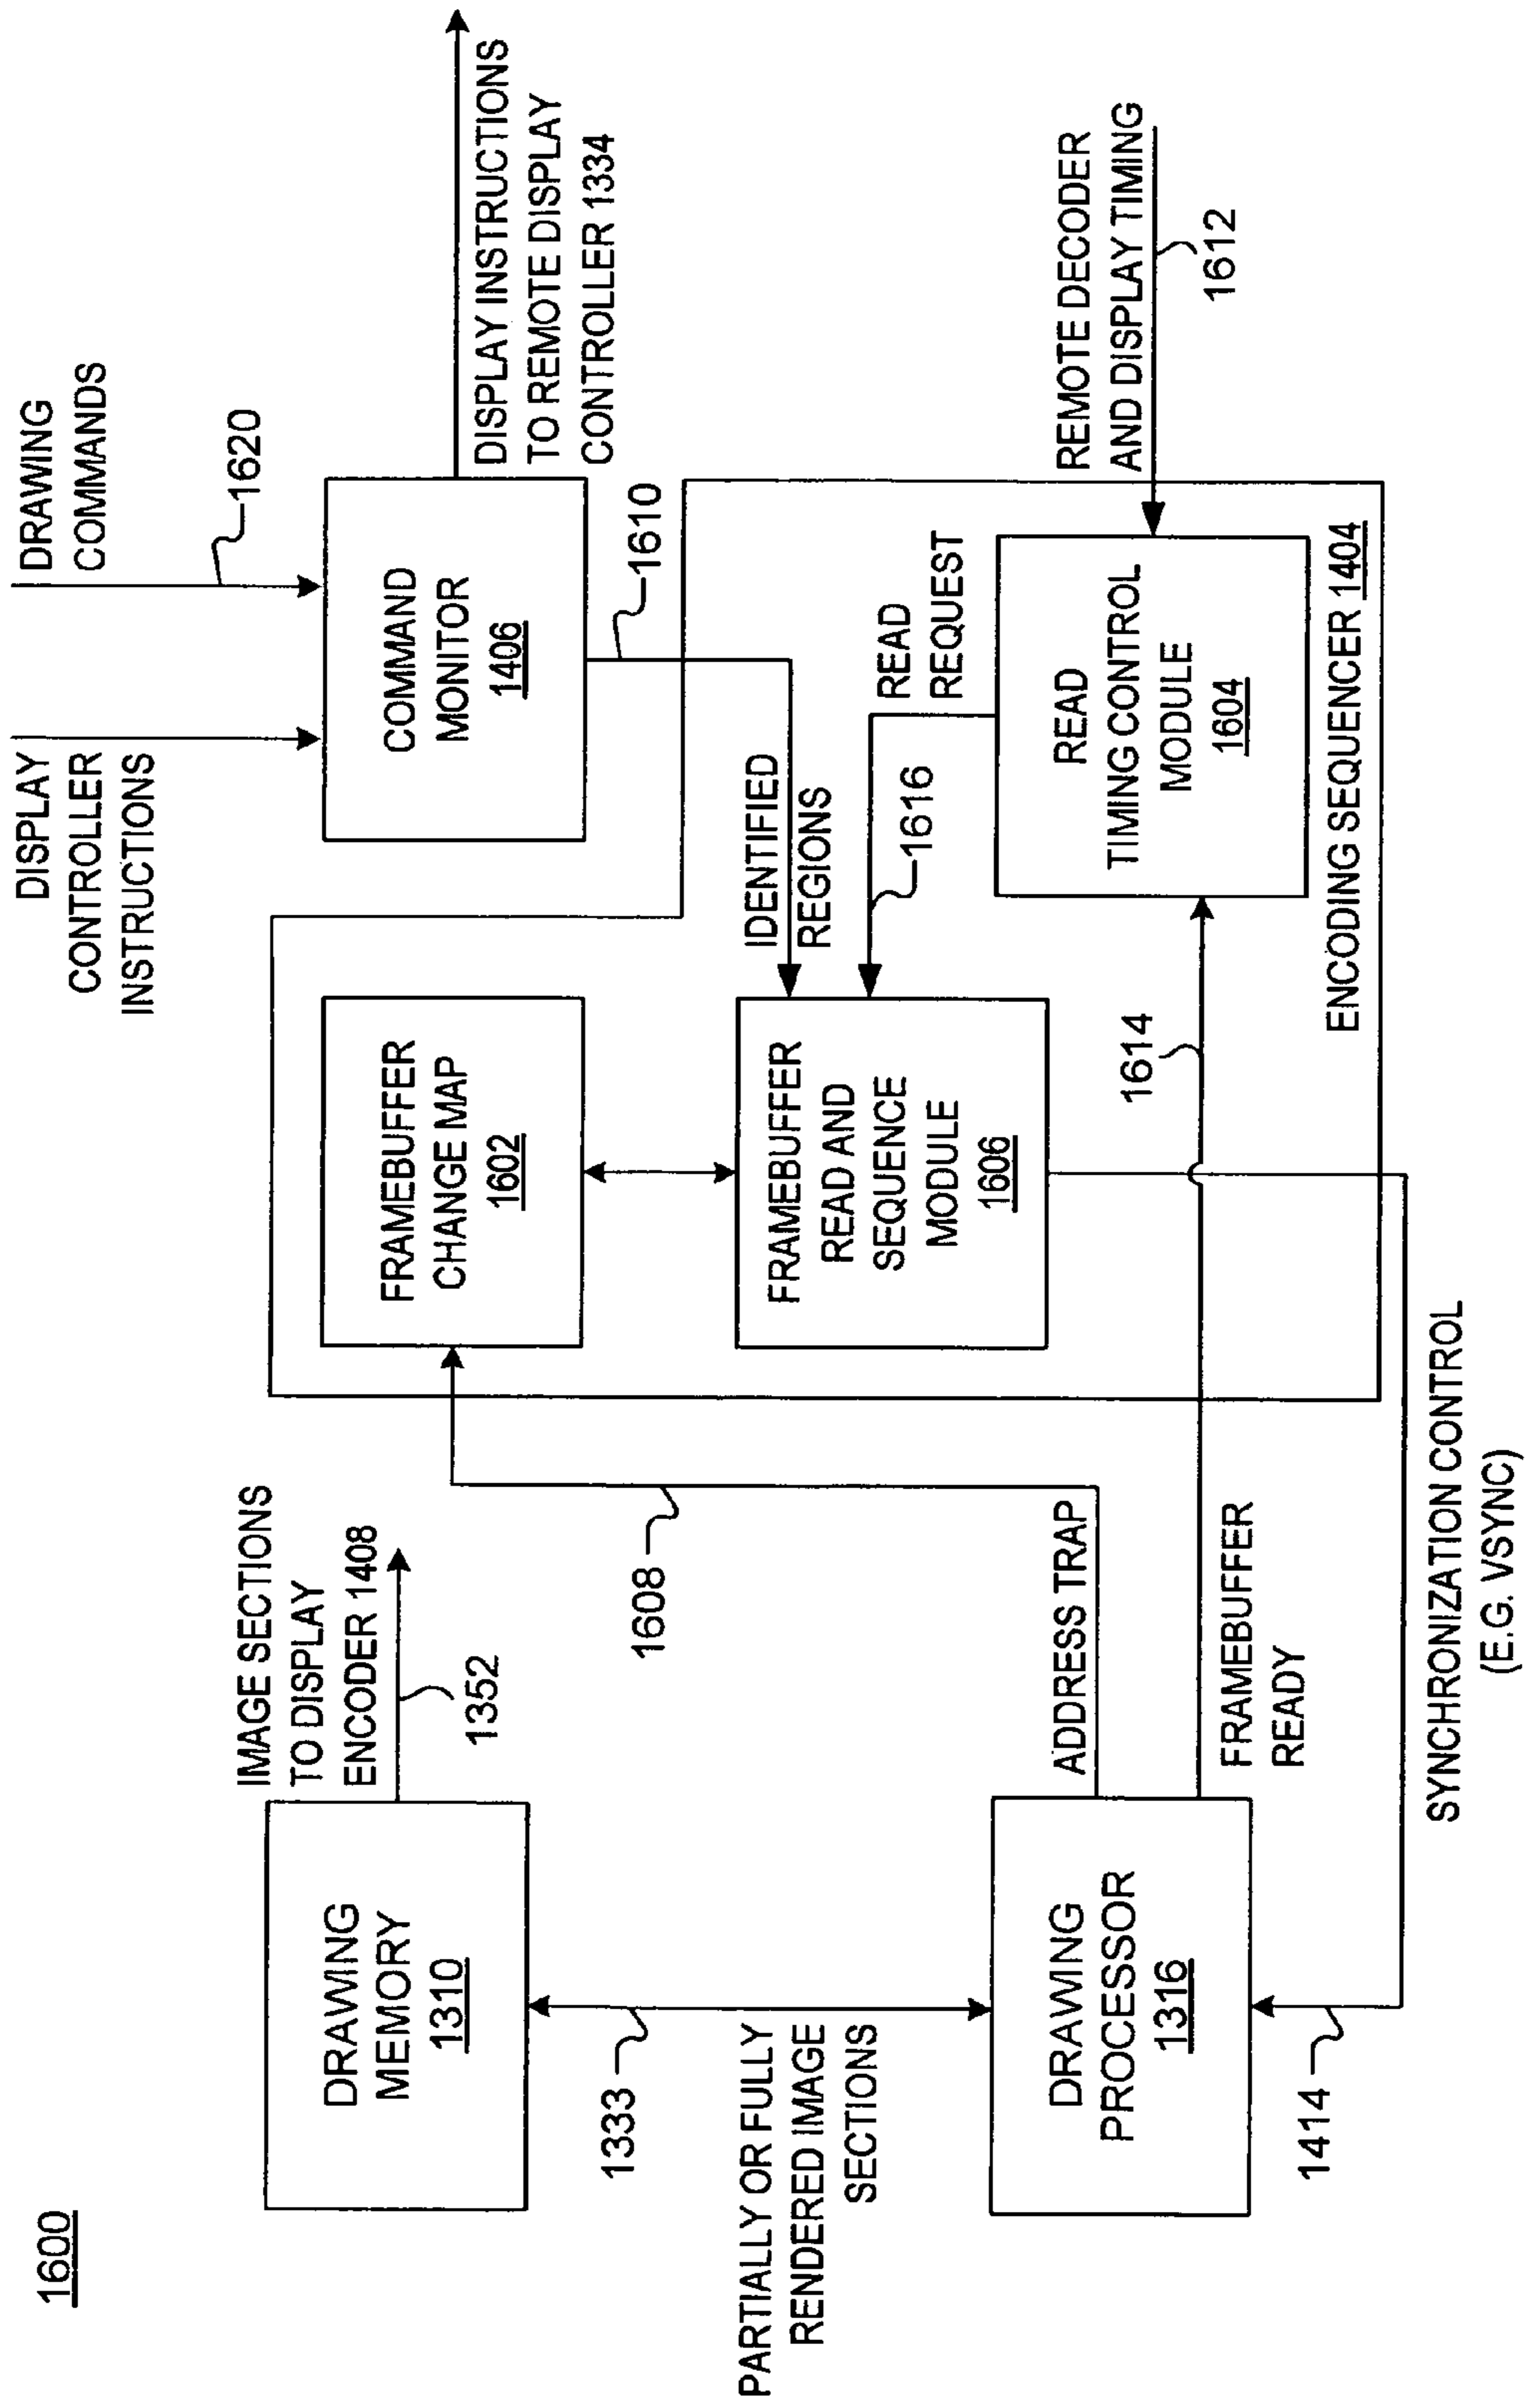 1600
DRAWING
MEMORY
1310
IMAGE SECTIONS
TO DISPLAY
ENCODER 1408
1352
1333
PARTIALLY OR FULLY
RENDERED IMAGE
SECTIONS
DRAWING
PROCESSOR
1316
1414
ADDRESS TRAP
1608
FRAMEBUFFER
READY
SYNCHRONIZATION CONTROL
(E.G. VSYNC)
FRAMEBUFFER
CHANGE MAP
1602
FRAMEBUFFER
READ AND
SEQUENCE
MODULE
1606
1614
DISPLAY
CONTROLLER
INSTRUCTIONS
DRAWING
COMMANDS
1620
COMMAND
MONITOR
1406
1610
IDENTIFIED
REGIONS
READ
REQUEST
1616
READ
TIMING CONTROL
MODULE
1604
ENCODING SEQUENCER 1404
DISPLAY INSTRUCTIONS
TO REMOTE DISPLAY
CONTROLLER 1334
REMOTE DECODER
AND DISPLAY TIMING
1612